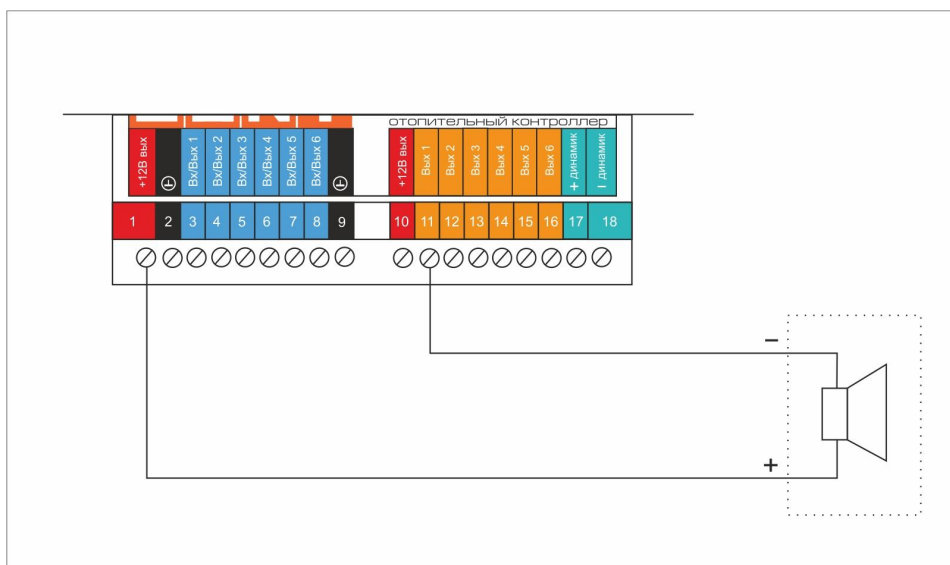 отопительный контроллер
+12В вых Вх/Вых 1 Вх/Вых 2 Вх/Вых 3 Вх/Вых 4 Вх/Вых 5 Вх/Вых 6 +12В вых Вых 1 Вых 2 Вых 3 Вых 4 Вых 5 Вых 6 + динамик – динамик
1 2 3 4 5 6 7 8 9 10 11 12 13 14 15 16 17 18
–
+